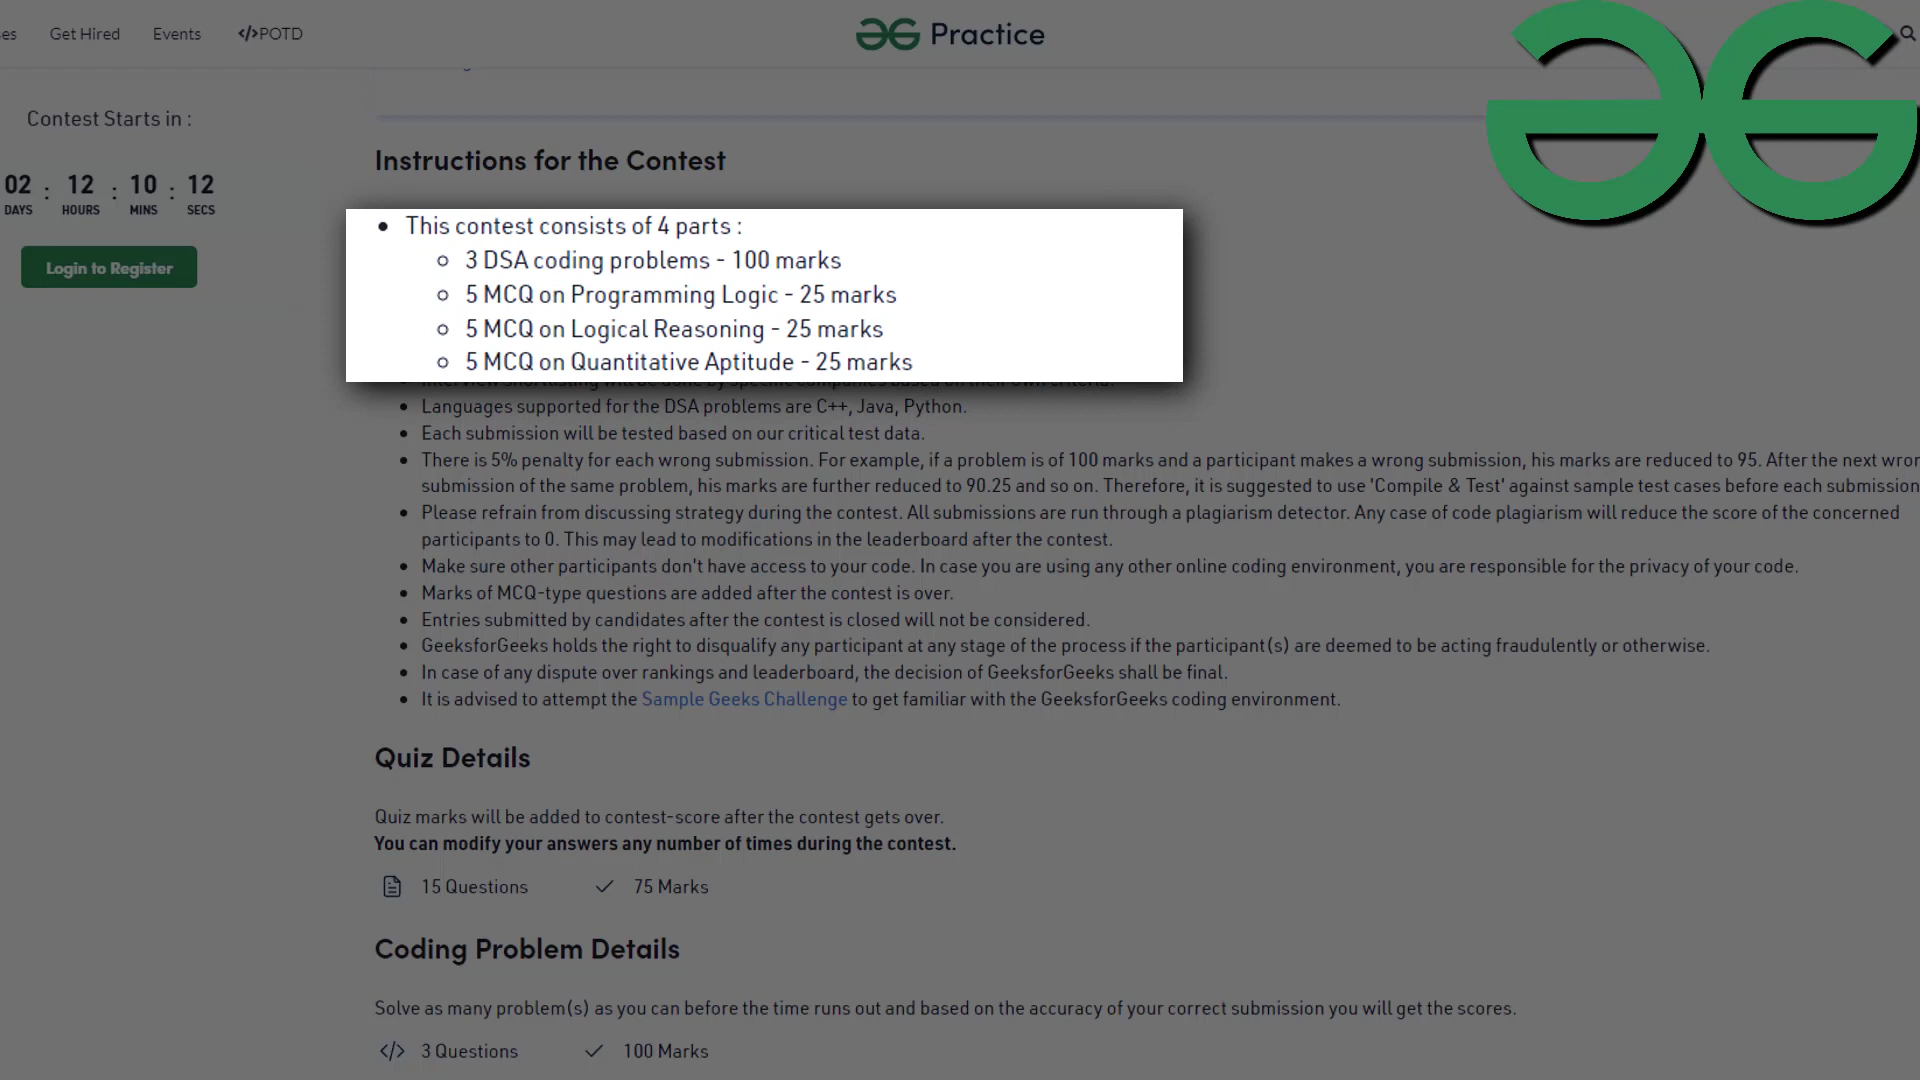 es Get Hired Events </>POTD
Practice
Contest Starts in :
02 : 12 : 10 : 12
DAYS HOURS MINS SECS
Login to Register
Instructions for the Contest
This contest consists of 4 parts :
3 DSA coding problems - 100 marks
5 MCQ on Programming Logic - 25 marks
5 MCQ on Logical Reasoning - 25 marks
5 MCQ on Quantitative Aptitude - 25 marks
Interview shortlisting will be done by specific companies based on their own criteria.
Languages supported for the DSA problems are C++, Java, Python.
Each submission will be tested based on our critical test data.
There is 5% penalty for each wrong submission. For example, if a problem is of 100 marks and a participant makes a wrong submission, his marks are reduced to 95. After the next wron
submission of the same problem, his marks are further reduced to 90.25 and so on. Therefore, it is suggested to use 'Compile & Test' against sample test cases before each submission
Please refrain from discussing strategy during the contest. All submissions are run through a plagiarism detector. Any case of code plagiarism will reduce the score of the concerned
participants to 0. This may lead to modifications in the leaderboard after the contest.
Make sure other participants don't have access to your code. In case you are using any other online coding environment, you are responsible for the privacy of your code.
Marks of MCQ-type questions are added after the contest is over.
Entries submitted by candidates after the contest is closed will not be considered.
GeeksforGeeks holds the right to disqualify any participant at any stage of the process if the participant(s) are deemed to be acting fraudulently or otherwise.
In case of any dispute over rankings and leaderboard, the decision of GeeksforGeeks shall be final.
It is advised to attempt the Sample Geeks Challenge to get familiar with the GeeksforGeeks coding environment.
Quiz Details
Quiz marks will be added to contest-score after the contest gets over.
You can modify your answers any number of times during the contest.
15 Questions 75 Marks
Coding Problem Details
Solve as many problem(s) as you can before the time runs out and based on the accuracy of your correct submission you will get the scores.
</> 3 Questions 100 Marks